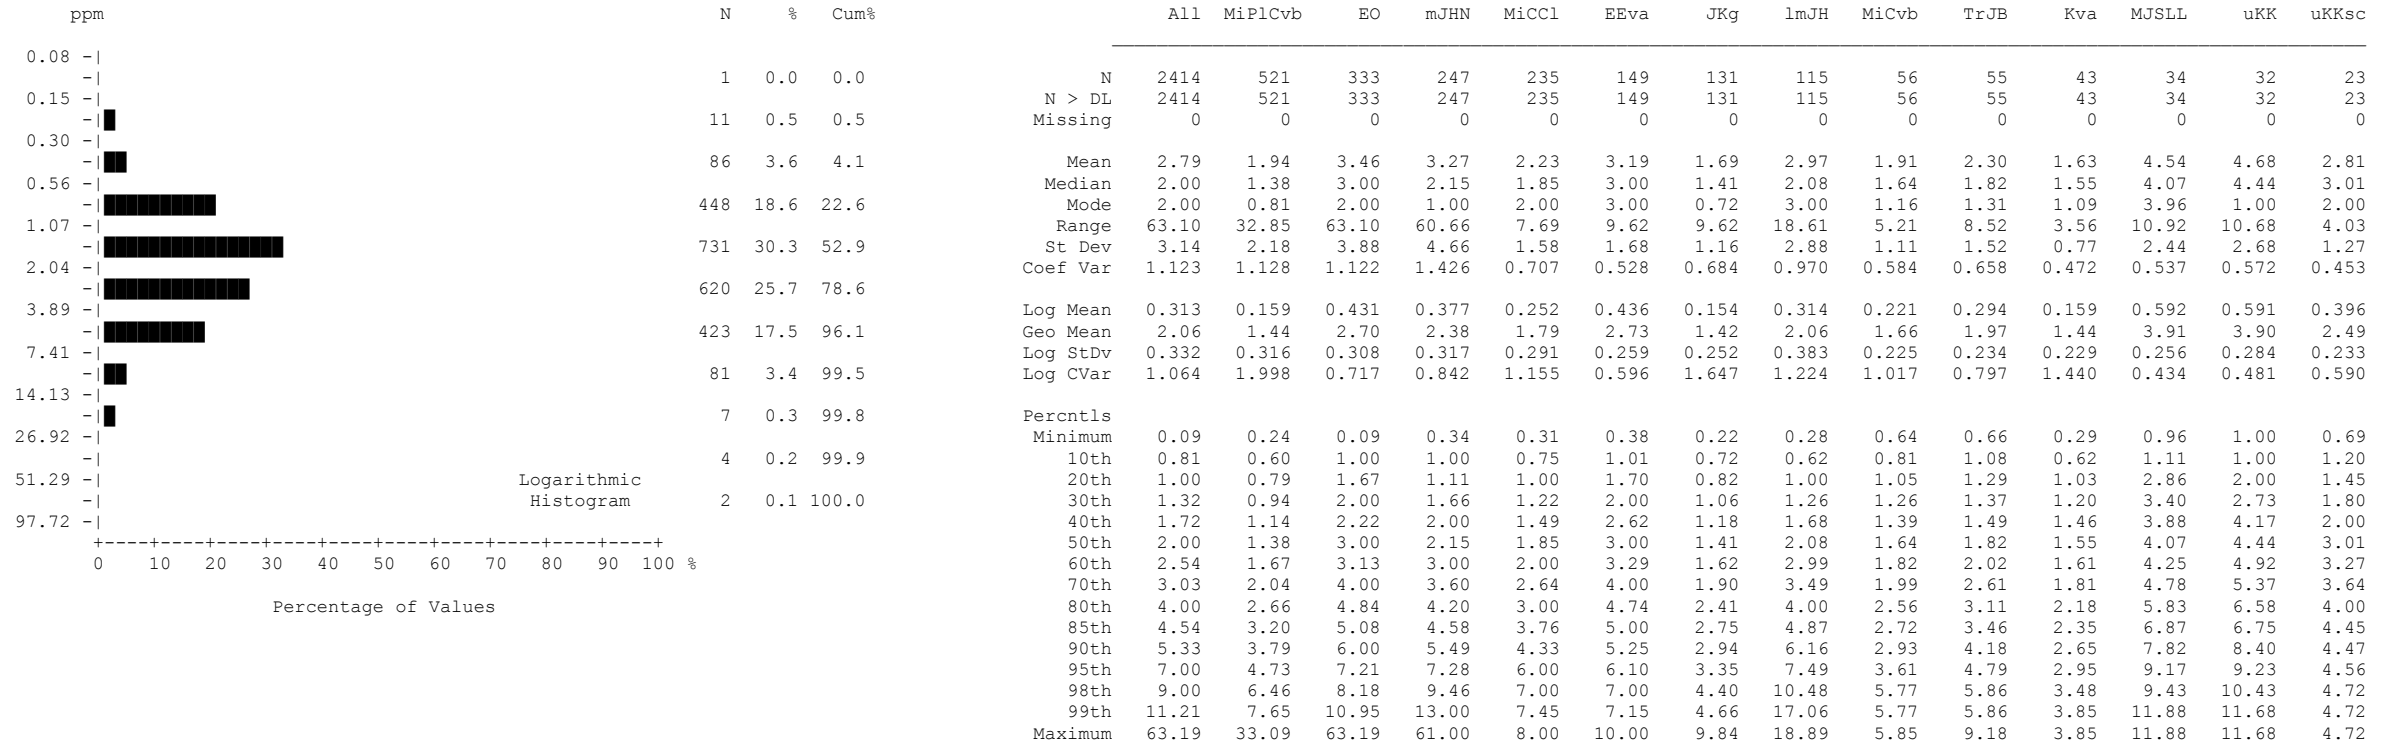 ppm N % Cum% All MiPlCvb EO mJHN MiCCl EEva JKg lmJH MiCvb TrJB Kva MJSLL uKK uKKsc
0.08 -|
-| 1 0.0 0.0 N 2414 521 333 247 235 149 131 115 56 55 43 34 32 23
0.15 -| N > DL 2414 521 333 247 235 149 131 115 56 55 43 34 32 23
-| 11 0.5 0.5 Missing 0 0 0 0 0 0 0 0 0 0 0 0 0 0
0.30 -|
-| 86 3.6 4.1 Mean 2.79 1.94 3.46 3.27 2.23 3.19 1.69 2.97 1.91 2.30 1.63 4.54 4.68 2.81
0.56 -| Median 2.00 1.38 3.00 2.15 1.85 3.00 1.41 2.08 1.64 1.82 1.55 4.07 4.44 3.01
-| 448 18.6 22.6 Mode 2.00 0.81 2.00 1.00 2.00 3.00 0.72 3.00 1.16 1.31 1.09 3.96 1.00 2.00
1.07 -| Range 63.10 32.85 63.10 60.66 7.69 9.62 9.62 18.61 5.21 8.52 3.56 10.92 10.68 4.03
-| 731 30.3 52.9 St Dev 3.14 2.18 3.88 4.66 1.58 1.68 1.16 2.88 1.11 1.52 0.77 2.44 2.68 1.27
2.04 -| Coef Var 1.123 1.128 1.122 1.426 0.707 0.528 0.684 0.970 0.584 0.658 0.472 0.537 0.572 0.453
-| 620 25.7 78.6
3.89 -| Log Mean 0.313 0.159 0.431 0.377 0.252 0.436 0.154 0.314 0.221 0.294 0.159 0.592 0.591 0.396
-| 423 17.5 96.1 Geo Mean 2.06 1.44 2.70 2.38 1.79 2.73 1.42 2.06 1.66 1.97 1.44 3.91 3.90 2.49
7.41 -| Log StDv 0.332 0.316 0.308 0.317 0.291 0.259 0.252 0.383 0.225 0.234 0.229 0.256 0.284 0.233
-| 81 3.4 99.5 Log CVar 1.064 1.998 0.717 0.842 1.155 0.596 1.647 1.224 1.017 0.797 1.440 0.434 0.481 0.590
14.13 -|
-| 7 0.3 99.8 Percntls
26.92 -| Minimum 0.09 0.24 0.09 0.34 0.31 0.38 0.22 0.28 0.64 0.66 0.29 0.96 1.00 0.69
-| 4 0.2 99.9 10th 0.81 0.60 1.00 1.00 0.75 1.01 0.72 0.62 0.81 1.08 0.62 1.11 1.00 1.20
51.29 -| Logarithmic 20th 1.00 0.79 1.67 1.11 1.00 1.70 0.82 1.00 1.05 1.29 1.03 2.86 2.00 1.45
-| Histogram 2 0.1 100.0 30th 1.32 0.94 2.00 1.66 1.22 2.00 1.06 1.26 1.26 1.37 1.20 3.40 2.73 1.80
97.72 -| 40th 1.72 1.14 2.22 2.00 1.49 2.62 1.18 1.68 1.39 1.49 1.46 3.88 4.17 2.00
+----+----+----+----+----+----+----+----+----+----+ 50th 2.00 1.38 3.00 2.15 1.85 3.00 1.41 2.08 1.64 1.82 1.55 4.07 4.44 3.01
0 10 20 30 40 50 60 70 80 90 100 % 60th 2.54 1.67 3.13 3.00 2.00 3.29 1.62 2.99 1.82 2.02 1.61 4.25 4.92 3.27
70th 3.03 2.04 4.00 3.60 2.64 4.00 1.90 3.49 1.99 2.61 1.81 4.78 5.37 3.64
Percentage of Values 80th 4.00 2.66 4.84 4.20 3.00 4.74 2.41 4.00 2.56 3.11 2.18 5.83 6.58 4.00
85th 4.54 3.20 5.08 4.58 3.76 5.00 2.75 4.87 2.72 3.46 2.35 6.87 6.75 4.45
90th 5.33 3.79 6.00 5.49 4.33 5.25 2.94 6.16 2.93 4.18 2.65 7.82 8.40 4.47
95th 7.00 4.73 7.21 7.28 6.00 6.10 3.35 7.49 3.61 4.79 2.95 9.17 9.23 4.56
98th 9.00 6.46 8.18 9.46 7.00 7.00 4.40 10.48 5.77 5.86 3.48 9.43 10.43 4.72
99th 11.21 7.65 10.95 13.00 7.45 7.15 4.66 17.06 5.77 5.86 3.85 11.88 11.68 4.72
Maximum 63.19 33.09 63.19 61.00 8.00 10.00 9.84 18.89 5.85 9.18 3.85 11.88 11.68 4.72